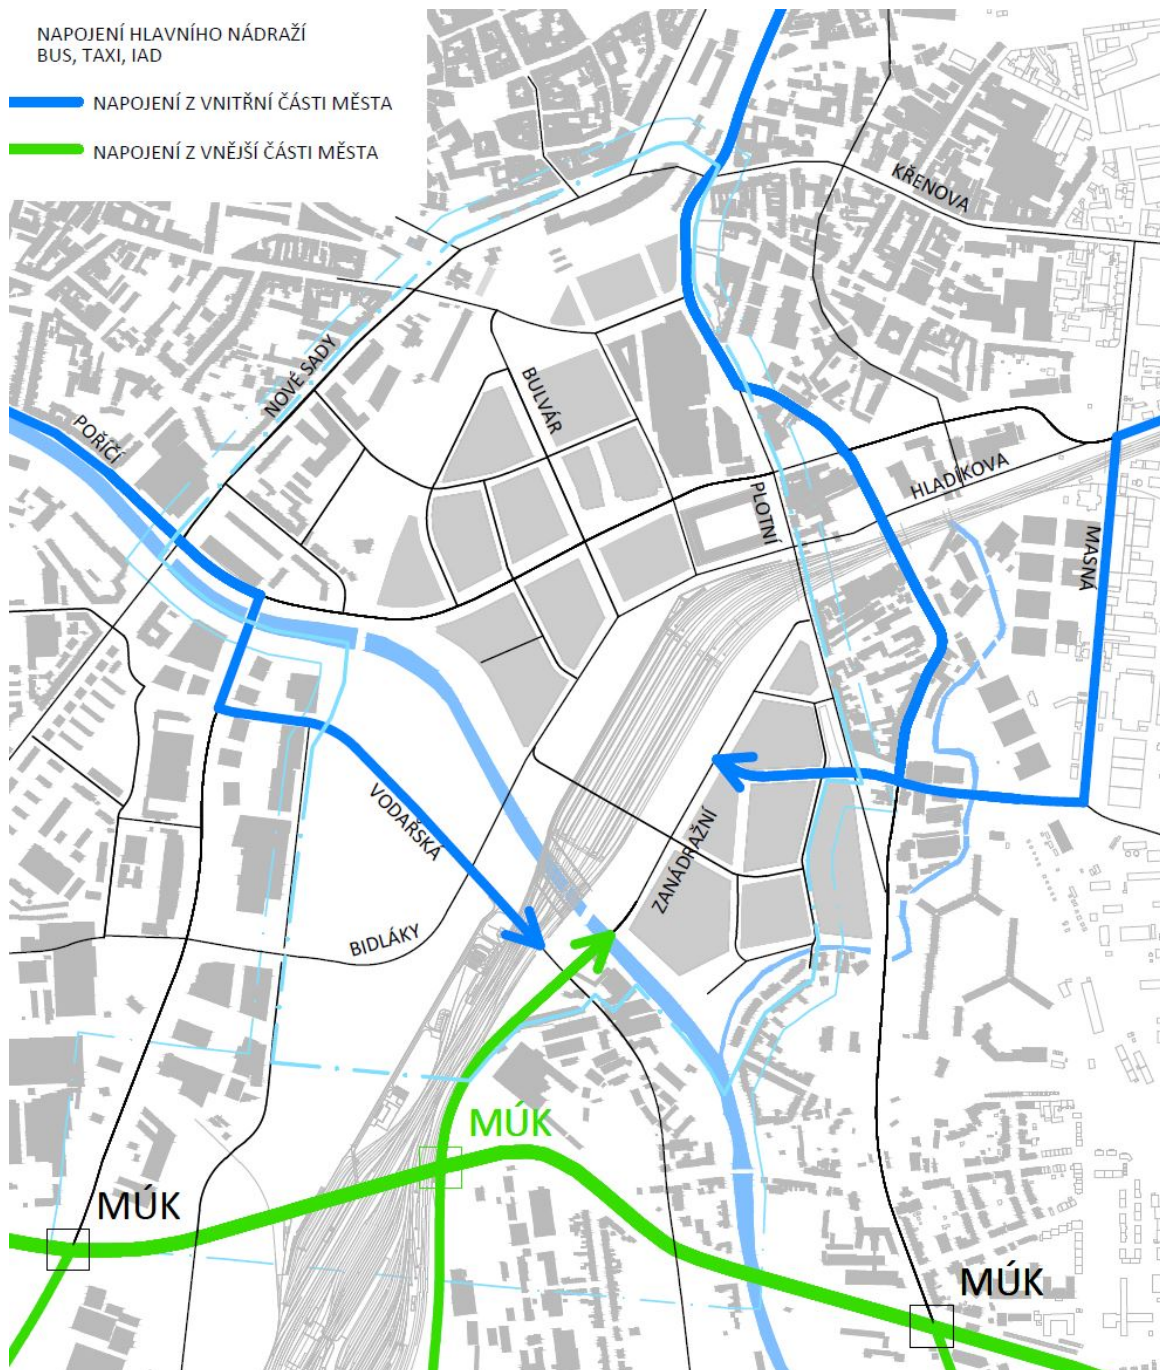 NAPOJENÍ HLAVNÍHO NÁDRAŽÍ
BUS, TAXI, IAD
NAPOJENÍ Z VNITŘNÍ ČÁSTI MĚSTA
NAPOJENÍ Z VNĚJŠÍ ČÁSTI MĚSTA
KŘENOVA
NOVÉ SADY
BULVÁR
POŘÍČÍ
HLADÍKOVA
PLOTNÍ
MASNÁ
VODAŘSKÁ
ZANÁDRAŽNÍ
BIDLÁKY
MÚK
MÚK
MÚK